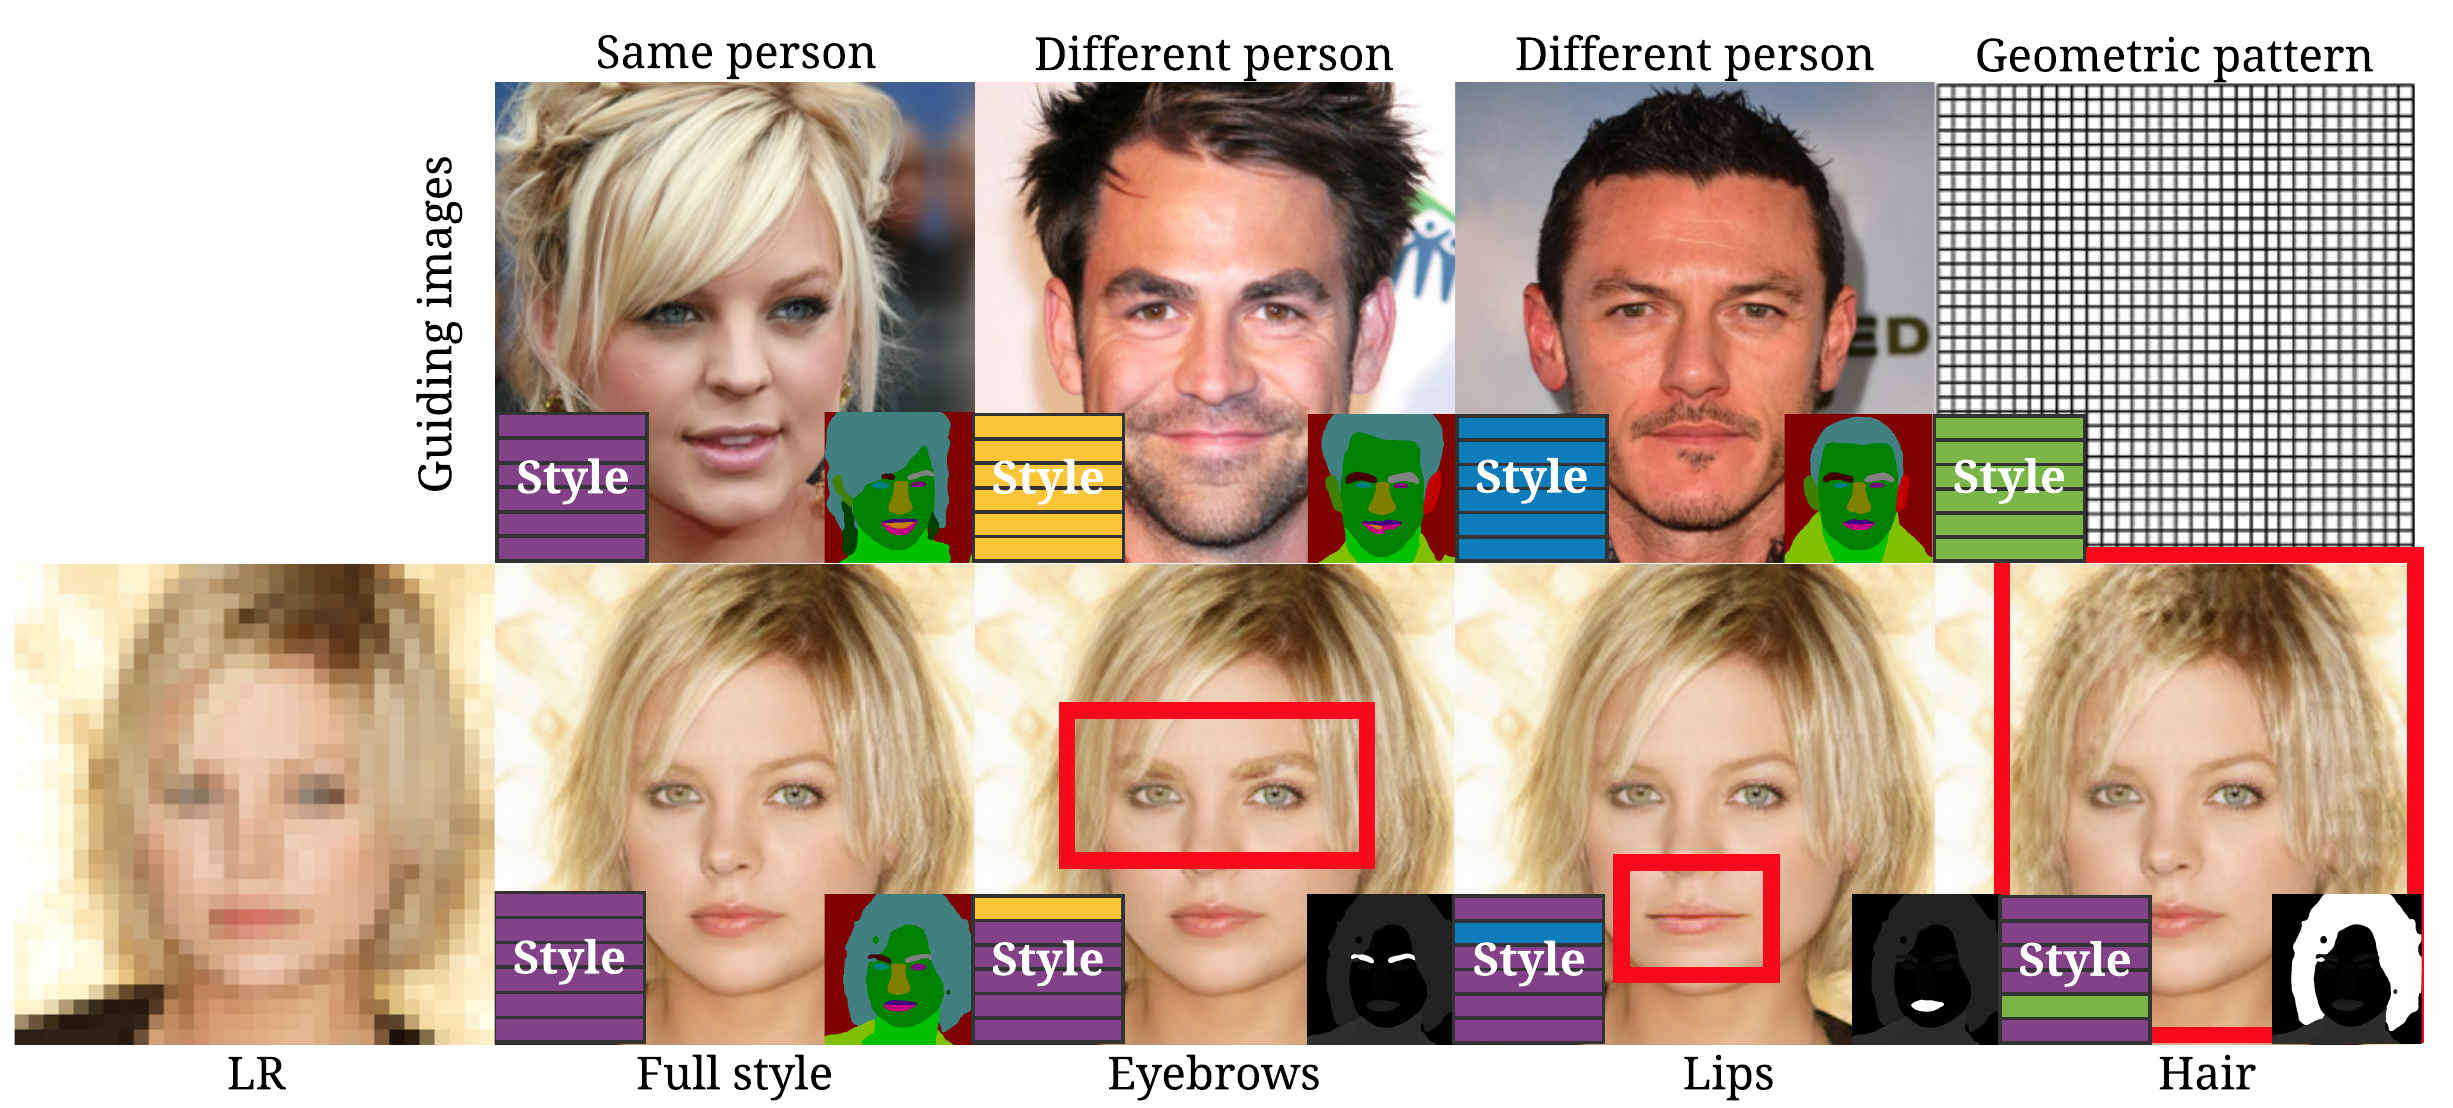 Same person
Different person
Different person
Geometric pattern
Guiding images
ED
Style
Style
Style
Style
Style
Style
Style
Style
LR
Full style
Eyebrows
Lips
Hair